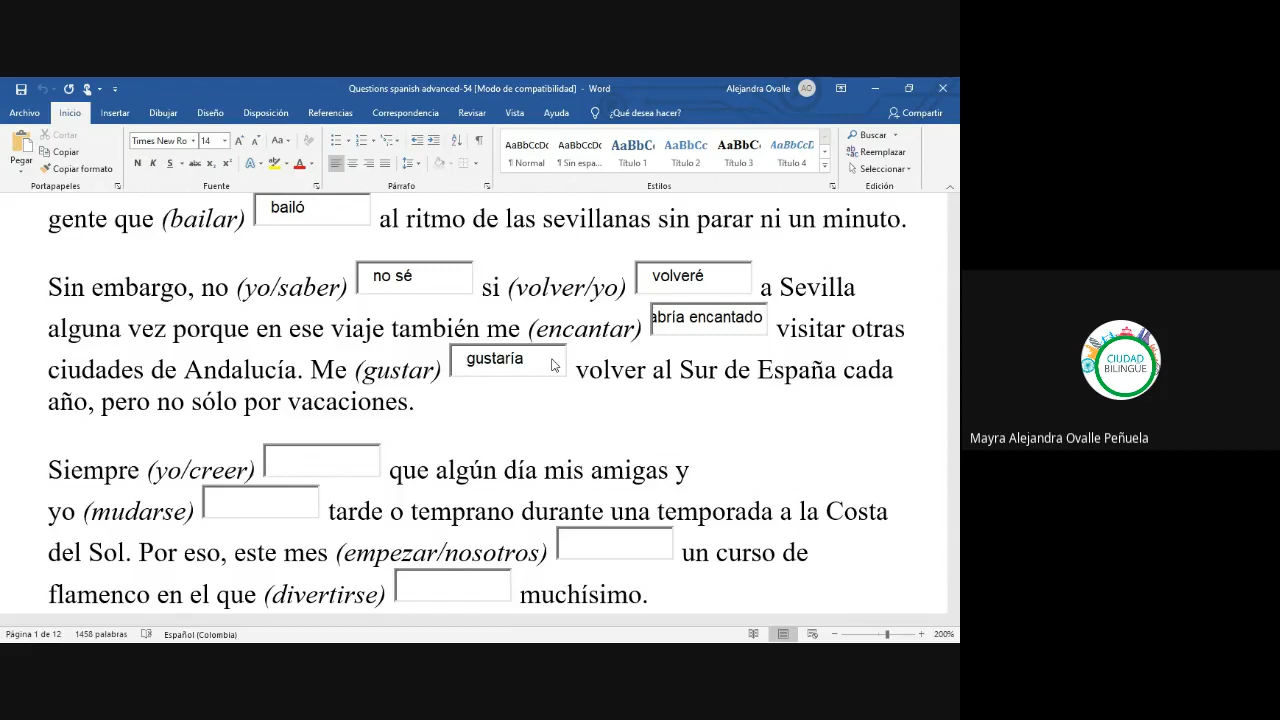 Questions spanish advanced-54 [Modo de compatibilidad] - Word
Alejandra Ovalle
AO
Archivo Inicio Insertar Dibujar Diseño Disposición Referencias Correspondencia Revisar Vista Ayuda ¿Qué desea hacer? Compartir
Pegar
Cortar
Copiar
Copiar formato
Times New Ro 14
AaBbCcDc AaBbCcDc AaBbC AaBbCc AaBbC AaBbCcD
¶ Normal ¶ Sin espa... Título 1 Título 2 Título 3 Título 4
Buscar
Reemplazar
Seleccionar
Portapapeles Fuente Párrafo Estilos Edición
gente que (bailar) bailó al ritmo de las sevillanas sin parar ni un minuto.
Sin embargo, no (yo/saber) no sé si (volver/yo) volveré a Sevilla
alguna vez porque en ese viaje también me (encantar) abría encantado visitar otras
ciudades de Andalucía. Me (gustar) gustaría volver al Sur de España cada
año, pero no sólo por vacaciones.
Siempre (yo/creer) que algún día mis amigas y
yo (mudarse) tarde o temprano durante una temporada a la Costa
del Sol. Por eso, este mes (empezar/nosotros) un curso de
flamenco en el que (divertirse) muchísimo.
Página 1 de 12 1458 palabras Español (Colombia) 200%
CIUDAD
BILINGÜE
Mayra Alejandra Ovalle Peñuela